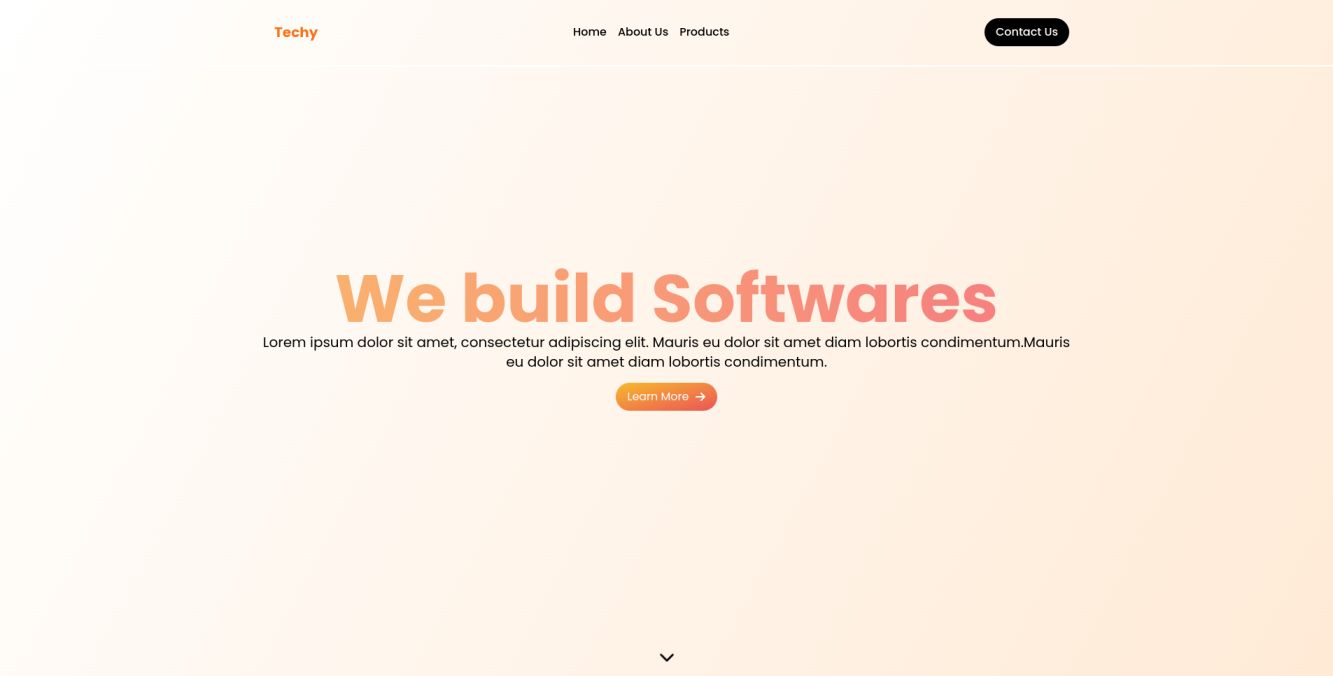 Techy
Home About Us Products
Contact Us
We build Softwares
Lorem ipsum dolor sit amet, consectetur adipiscing elit. Mauris eu dolor sit amet diam lobortis condimentum.Mauris
eu dolor sit amet diam lobortis condimentum.
Learn More